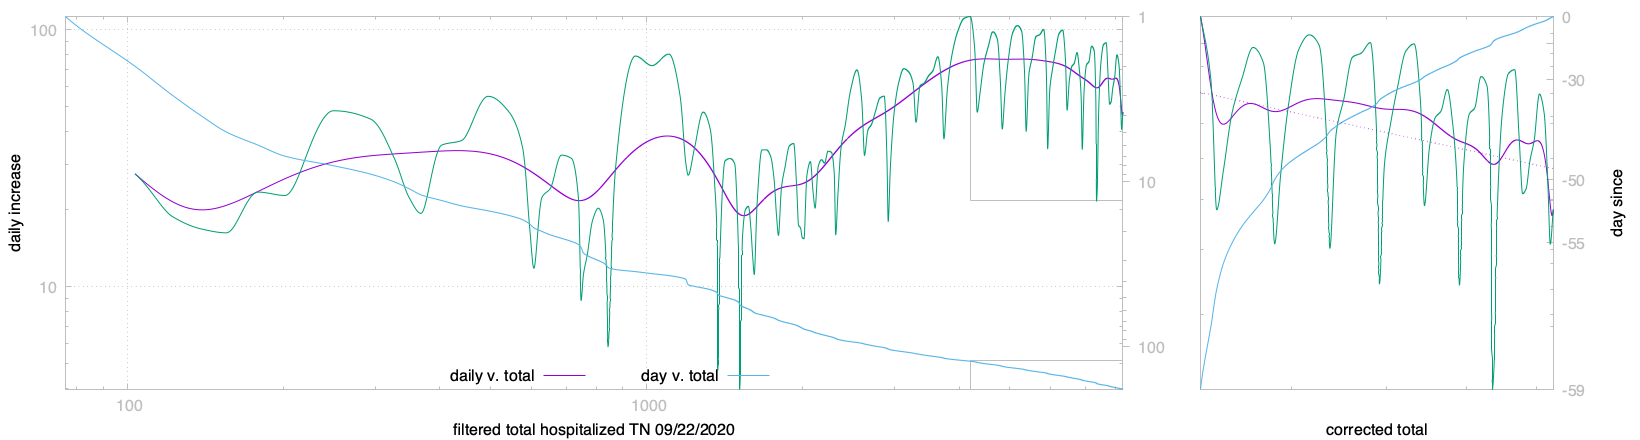 100
10
daily increase
100
1000
1
10
100
daily v. total
day v. total
filtered total hospitalized TN 09/22/2020
0
-30
-50
-55
-59
day since
corrected total